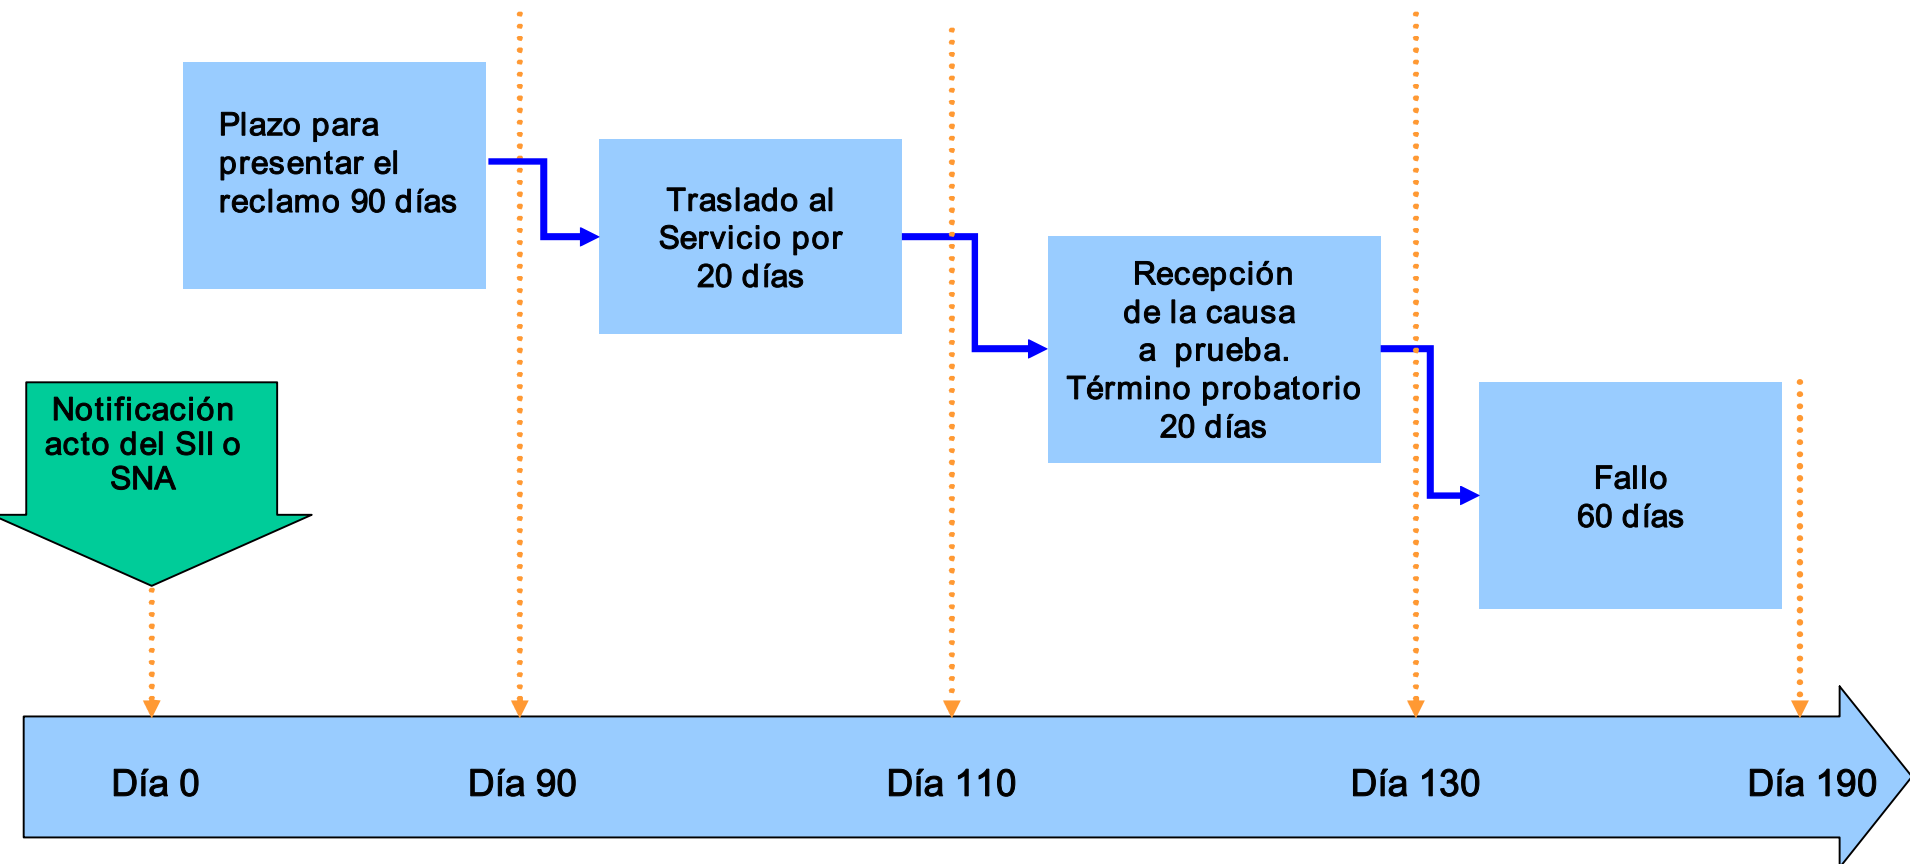 Plazo para
presentar el
reclamo 90 días
Traslado al
Servicio por
20 días
Recepción
de la causa
a prueba.
Término probatorio
20 días
Fallo
60 días
Notificación
acto del SII o
SNA
Día 0
Día 90
Día 110
Día 130
Día 190